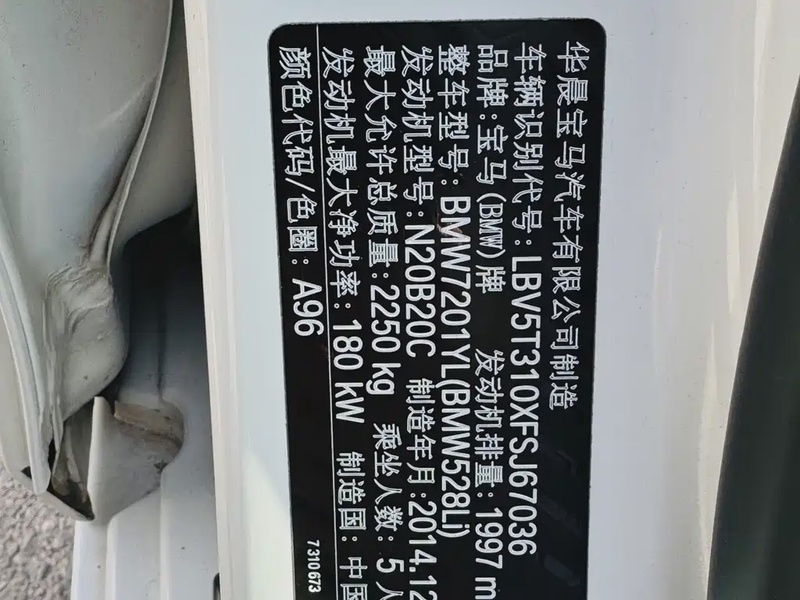 华晨宝马汽车有限公司制造
车辆识别代号: LBV5T310XFSJ67036
品牌: 宝马(BMW)牌 发动机排量: 1997 m
整车型号: BMW7201YL(BMW528Li)
发动机型号: N20B20C 制造年月: 2014.12
最大允许总质量: 2250 kg 乘坐人数: 5 人
发动机最大净功率: 180 kW 制造国: 中国
颜色代码/色圈: A96
7310673